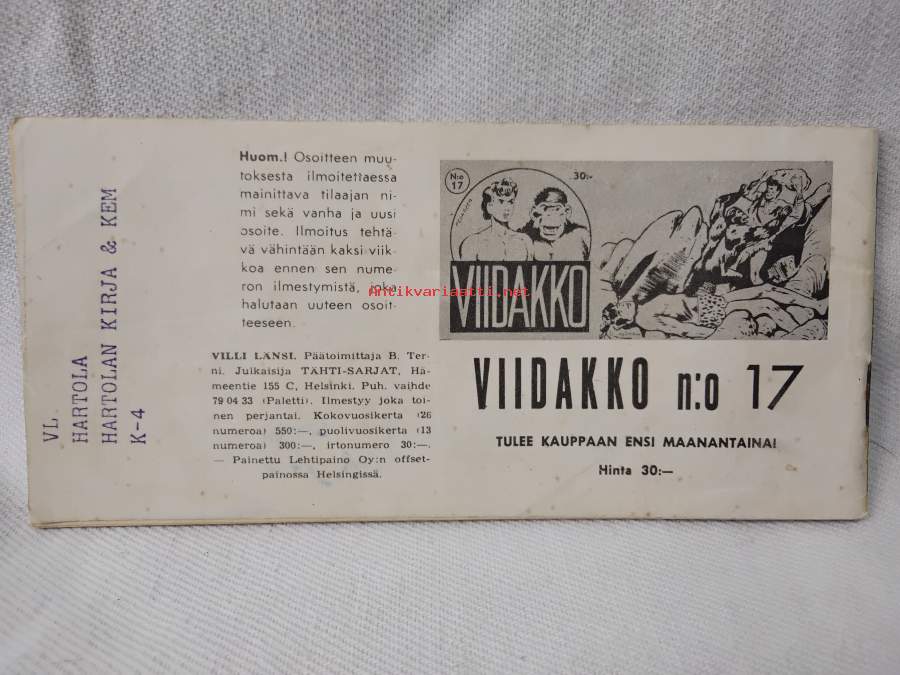 VL.
HARTOLA
HARTOLAN KIRJA & KEM
K-4
Huom.! Osoitteen muu-
toksesta ilmoitettaessa
mainittava tilaajan ni-
mi sekä vanha ja uusi
osoite. Ilmoitus tehtä-
vä vähintään kaksi viik-
koa ennen sen nume-
ron ilmestymistä, joka
halutaan uuteen osoit-
teeseen.
VILLI LÄNSI. Päätoimittaja B. Ter-
ni. Julkaisija TÄHTI-SARJAT, Hä-
meentie 155 C, Helsinki. Puh. vaihde
79 04 33 (Paletti). Ilmestyy joka toi-
nen perjantai. Kokovuosikerta (26
numeroa) 550:—, puolivuosikerta (13
numeroa) 300:—, irtonumero 30:—.
— Painettu Lehtipaino Oy:n offset-
painossa Helsingissä.
N:o
17
30:-
VIIDAKKO
Antikvariaatti.net
VIIDAKKO n:o 17
TULEE KAUPPAAN ENSI MAANANTAINA!
Hinta 30:—